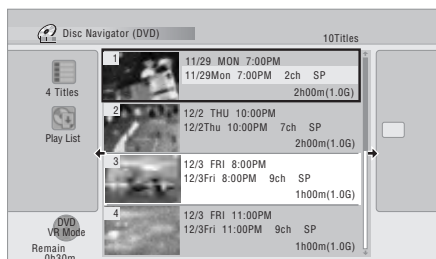 Disc Navigator (DVD)
10Titles
4 Titles
Play List
DVD
VR Mode
Remain
0h30m
1
11/29 MON 7:00PM
11/29Mon 7:00PM 2ch SP
2h00m(1.0G)
2
12/2 THU 10:00PM
12/2Thu 10:00PM 7ch SP
2h00m(1.0G)
3
12/3 FRI 8:00PM
12/3Fri 8:00PM 9ch SP
1h00m(1.0G)
4
12/3 FRI 11:00PM
12/3Fri 11:00PM 9ch SP
1h00m(1.0G)